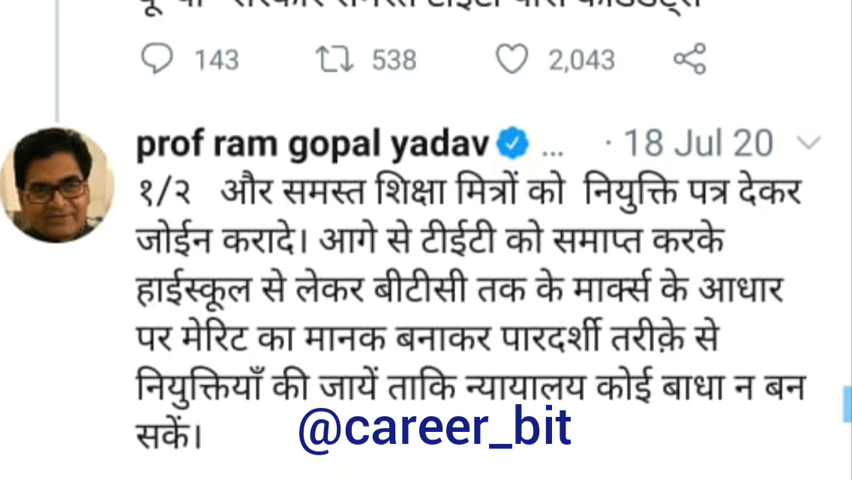 143 538 2,043
prof ram gopal yadav ... · 18 Jul 20
१/२ और समस्त शिक्षा मित्रों को नियुक्ति पत्र देकर
जोईन करादे। आगे से टीईटी को समाप्त करके
हाईस्कूल से लेकर बीटीसी तक के मार्क्स के आधार
पर मेरिट का मानक बनाकर पारदर्शी तरीक़े से
नियुक्तियाँ की जायें ताकि न्यायालय कोई बाधा न बन
सकें।
@career_bit